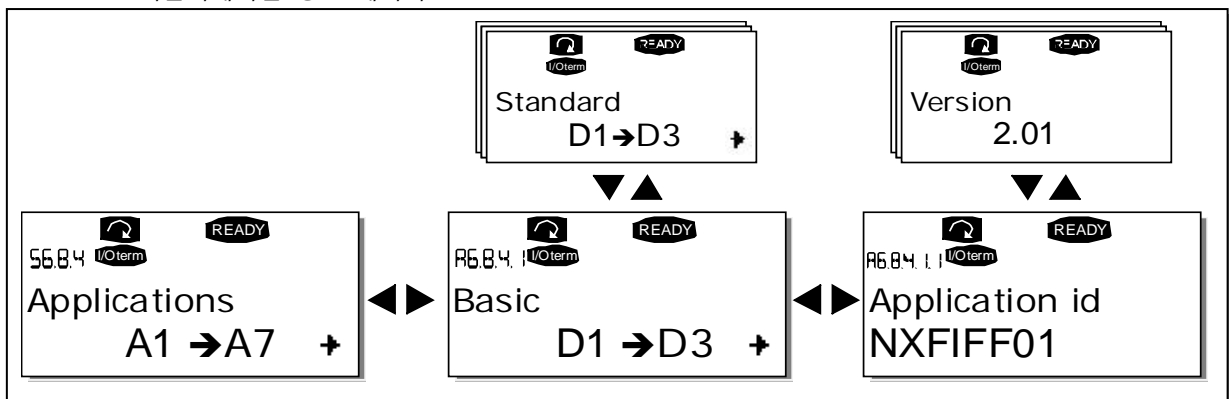 I/Oterm
READY
Standard
D1➔D3
I/Oterm
READY
Version
2.01
READY
S6.8.4 I/Oterm
Applications
A1 ➔A7
READY
A6.8.4.1 I/Oterm
Basic
D1 ➔D3
READY
A6.8.4.1.1 I/Oterm
Application id
NXFIFF01